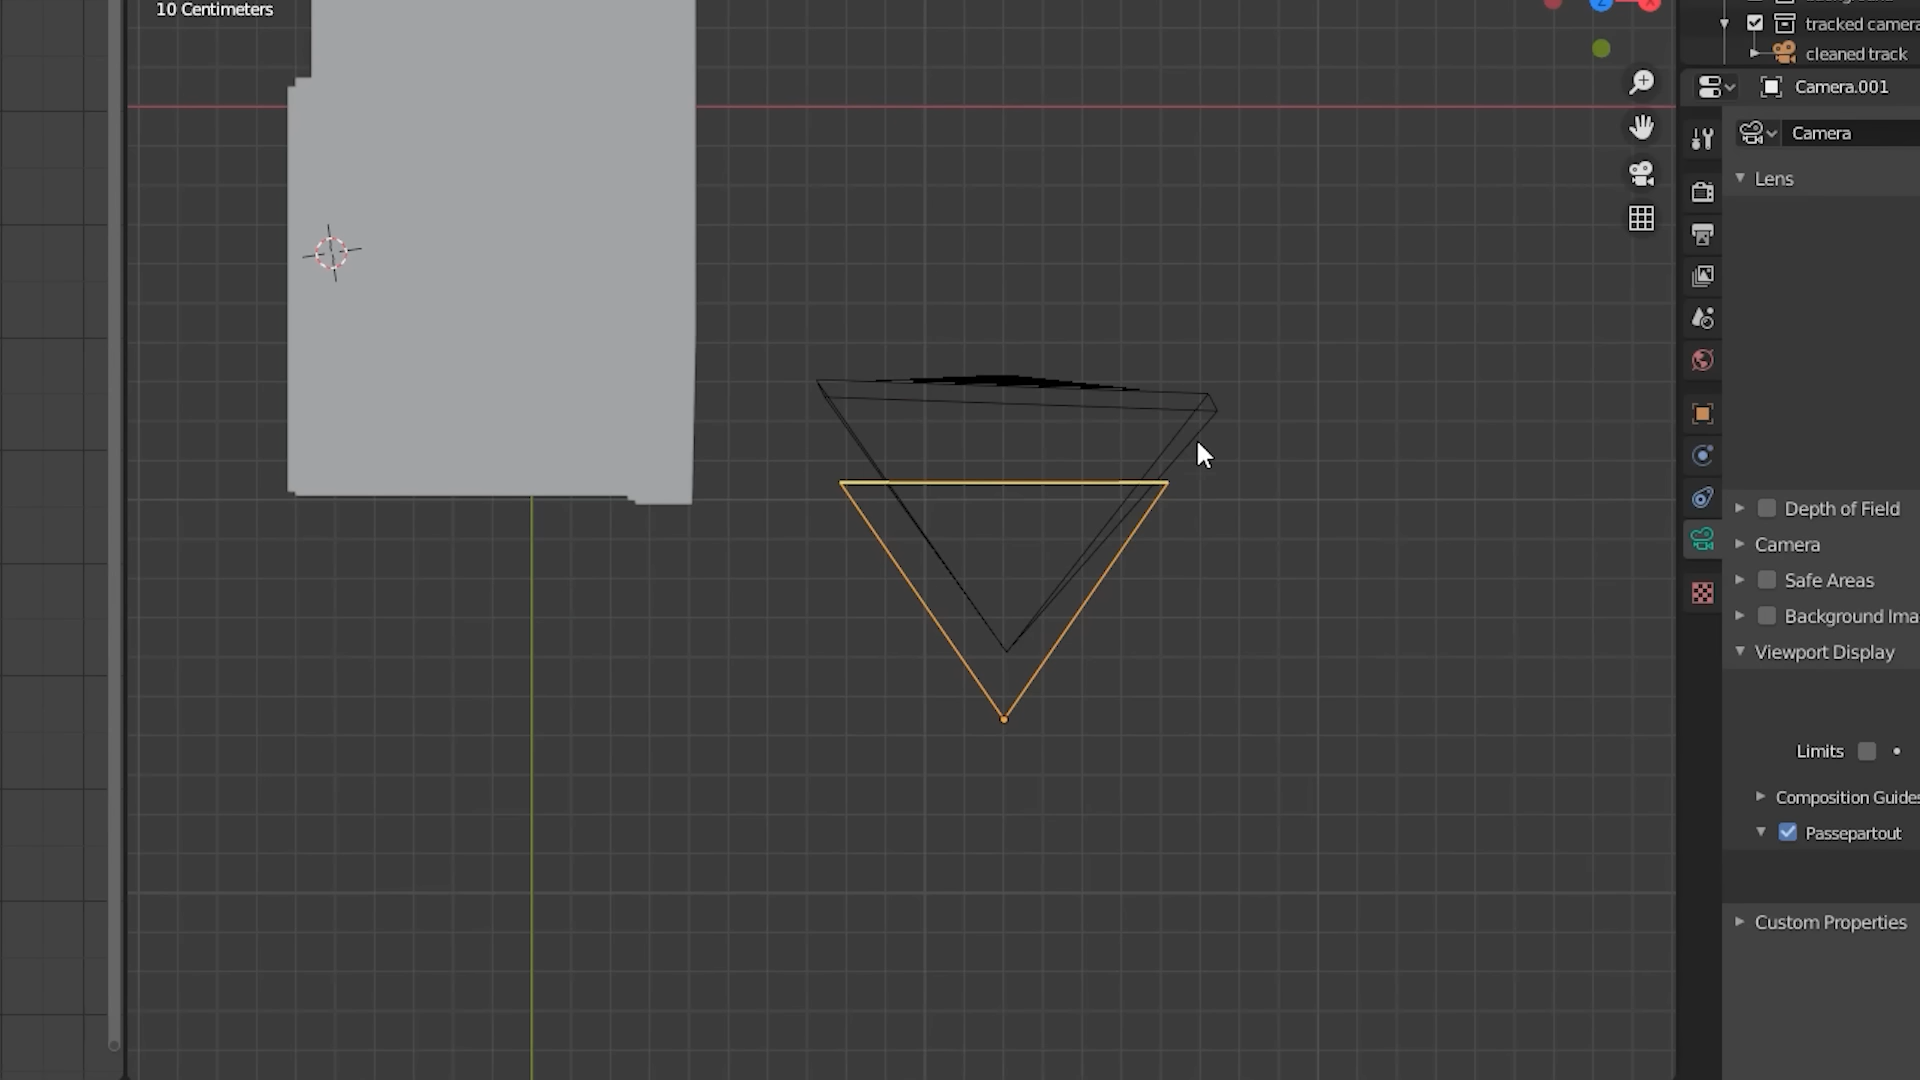 10 Centimeters
Z
X
tracked camera
cleaned track
Camera.001
Camera
Lens
Depth of Field
Camera
Safe Areas
Background Ima
Viewport Display
Limits
Composition Guides
Passepartout
Custom Properties